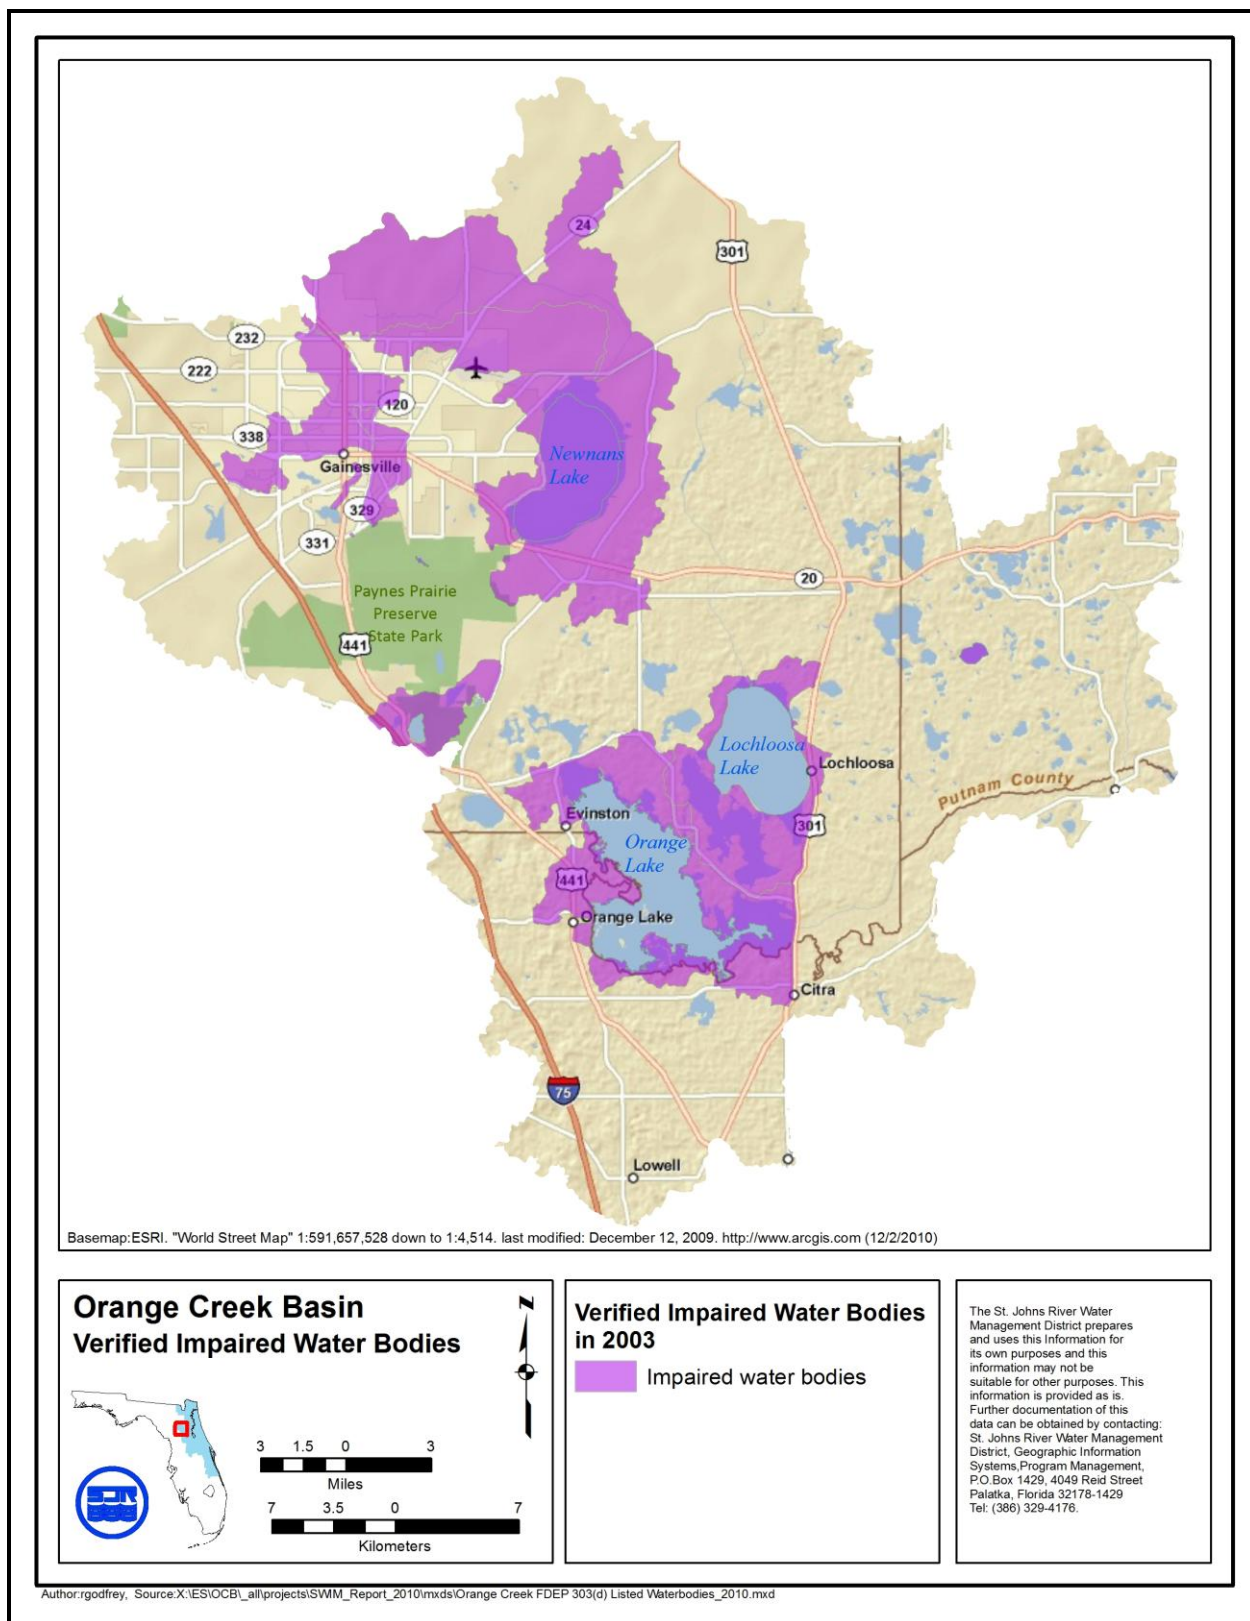 24
301
232
222
120
338
Newnans
Lake
Gainesville
329
331
20
Paynes Prairie
Preserve
State Park
441
Lochloosa
Lake
Lochloosa
Putnam County
Evinston
301
Orange
Lake
441
Orange Lake
Citra
75
Lowell
Basemap:ESRI. "World Street Map" 1:591,657,528 down to 1:4,514. last modified: December 12, 2009. http://www.arcgis.com (12/2/2010)
Orange Creek Basin
Verified Impaired Water Bodies
N
3 1.5 0 3
Miles
7 3.5 0 7
Kilometers
SJR
Verified Impaired Water Bodies
in 2003
Impaired water bodies
The St. Johns River Water
Management District prepares
and uses this Information for
its own purposes and this
information may not be
suitable for other purposes. This
information is provided as is.
Further documentation of this
data can be obtained by contacting:
St. Johns River Water Management
District, Geographic Information
Systems,Program Management,
P.O.Box 1429, 4049 Reid Street
Palatka, Florida 32178-1429
Tel: (386) 329-4176.
Author:rgodfrey, Source:X:\ES\OCB\_all\projects\SWIM_Report_2010\mxds\Orange Creek FDEP 303(d) Listed Waterbodies_2010.mxd